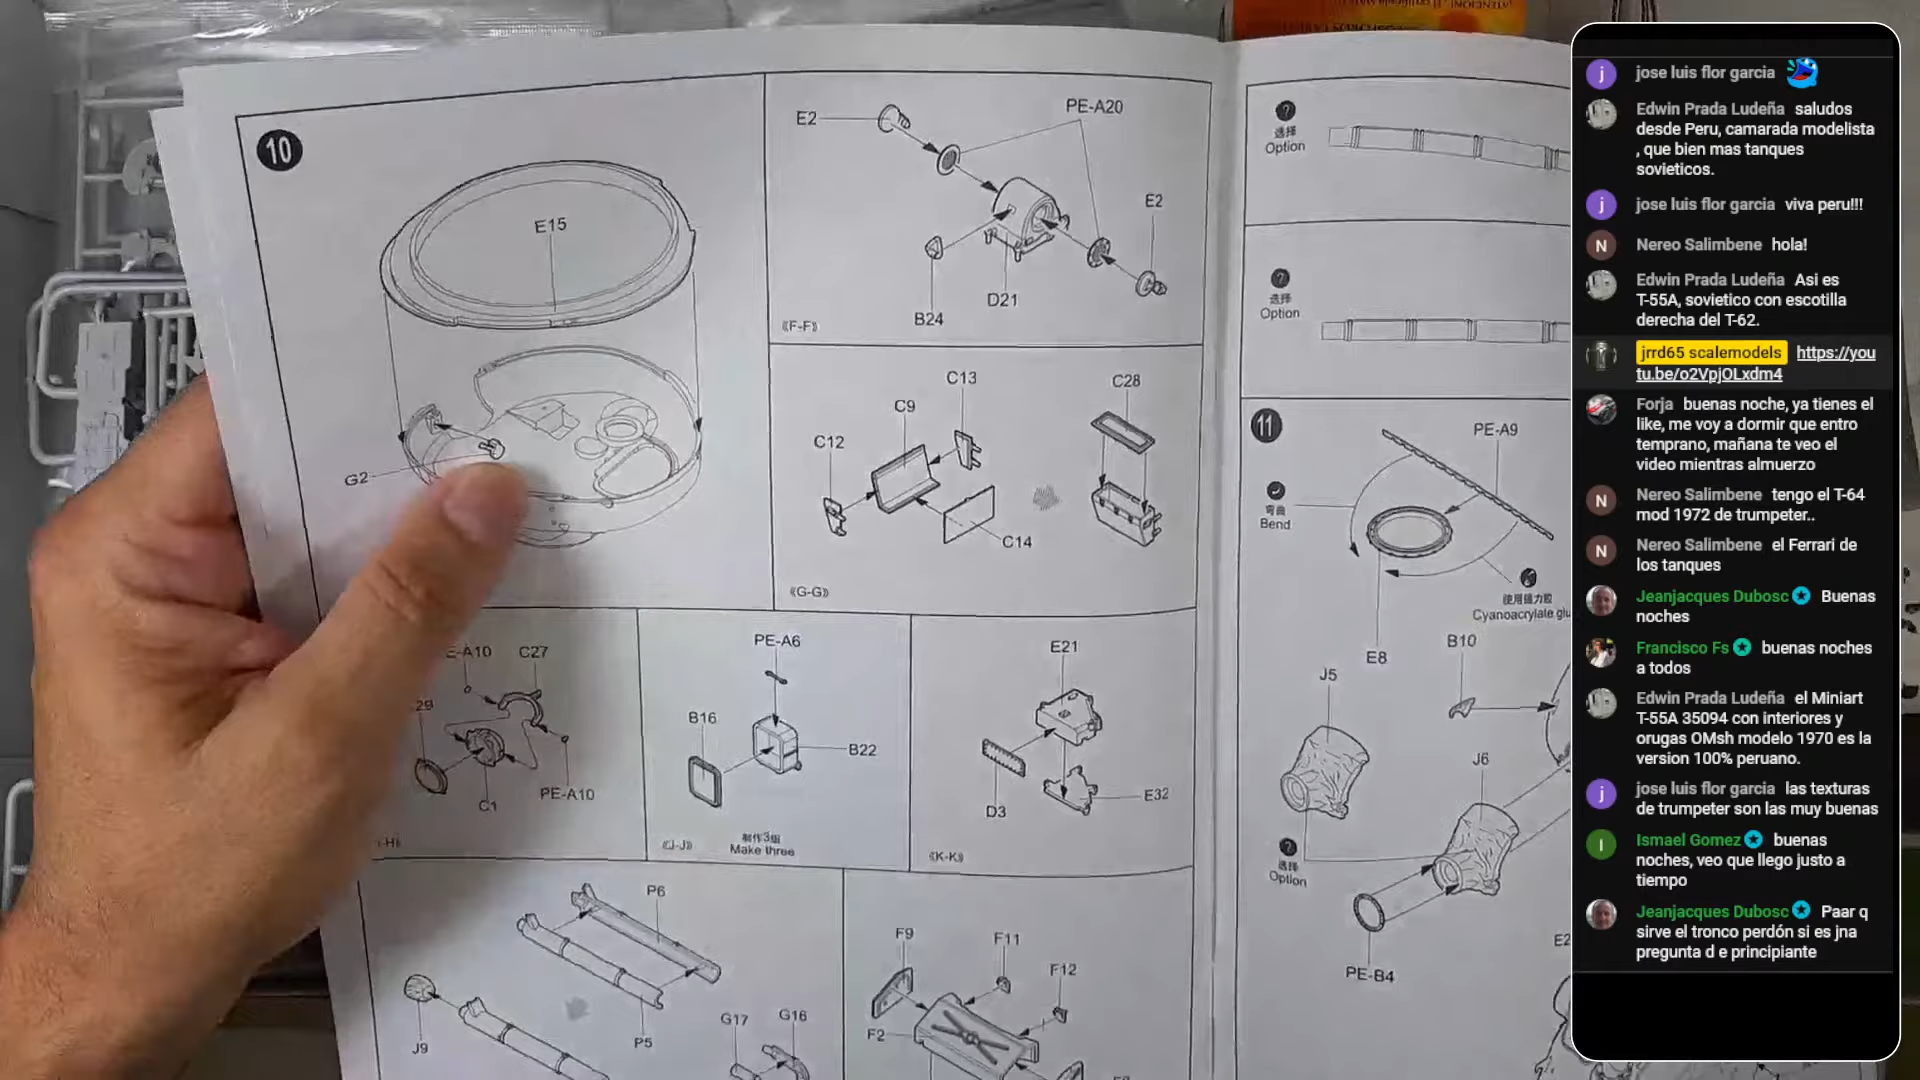 10
E15
G2
E2
PE-A20
E2
B24
D21
《F-F》
C13
C28
C9
C12
C14
《G-G》
C27
C1
PE-A10
PE-A6
B16
B22
《J-J》
制作3组
Make three
E21
D3
E32
《K-K》
P6
J9
P5
G17
G16
F9
F11
F12
F2
?
选择
Option
?
选择
Option
11
PE-A9
弯曲
Bend
Cyanoacrylate glu
E8
B10
J5
J6
?
选择
Option
PE-B4
jose luis flor garcia
Edwin Prada Ludeña saludos
desde Peru, camarada modelista
, que bien mas tanques
sovieticos.
jose luis flor garcia viva peru!!!
N
Nereo Salimbene hola!
Edwin Prada Ludeña Asi es
T-55A, sovietico con escotilla
derecha del T-62.
jrrd65 scalemodels https://you
tu.be/o2VpjOLxdm4
Forja buenas noche, ya tienes el
like, me voy a dormir que entro
temprano, mañana te veo el
video mientras almuerzo
N
Nereo Salimbene tengo el T-64
mod 1972 de trumpeter..
N
Nereo Salimbene el Ferrari de
los tanques
Jeanjacques Dubosc Buenas
noches
Francisco Fs buenas noches
a todos
Edwin Prada Ludeña el Miniart
T-55A 35094 con interiores y
orugas OMsh modelo 1970 es la
version 100% peruano.
j
jose luis flor garcia las texturas
de trumpeter son las muy buenas
I
Ismael Gomez buenas
noches, veo que llego justo a
tiempo
Jeanjacques Dubosc Paar q
sirve el tronco perdón si es jna
pregunta d e principiante